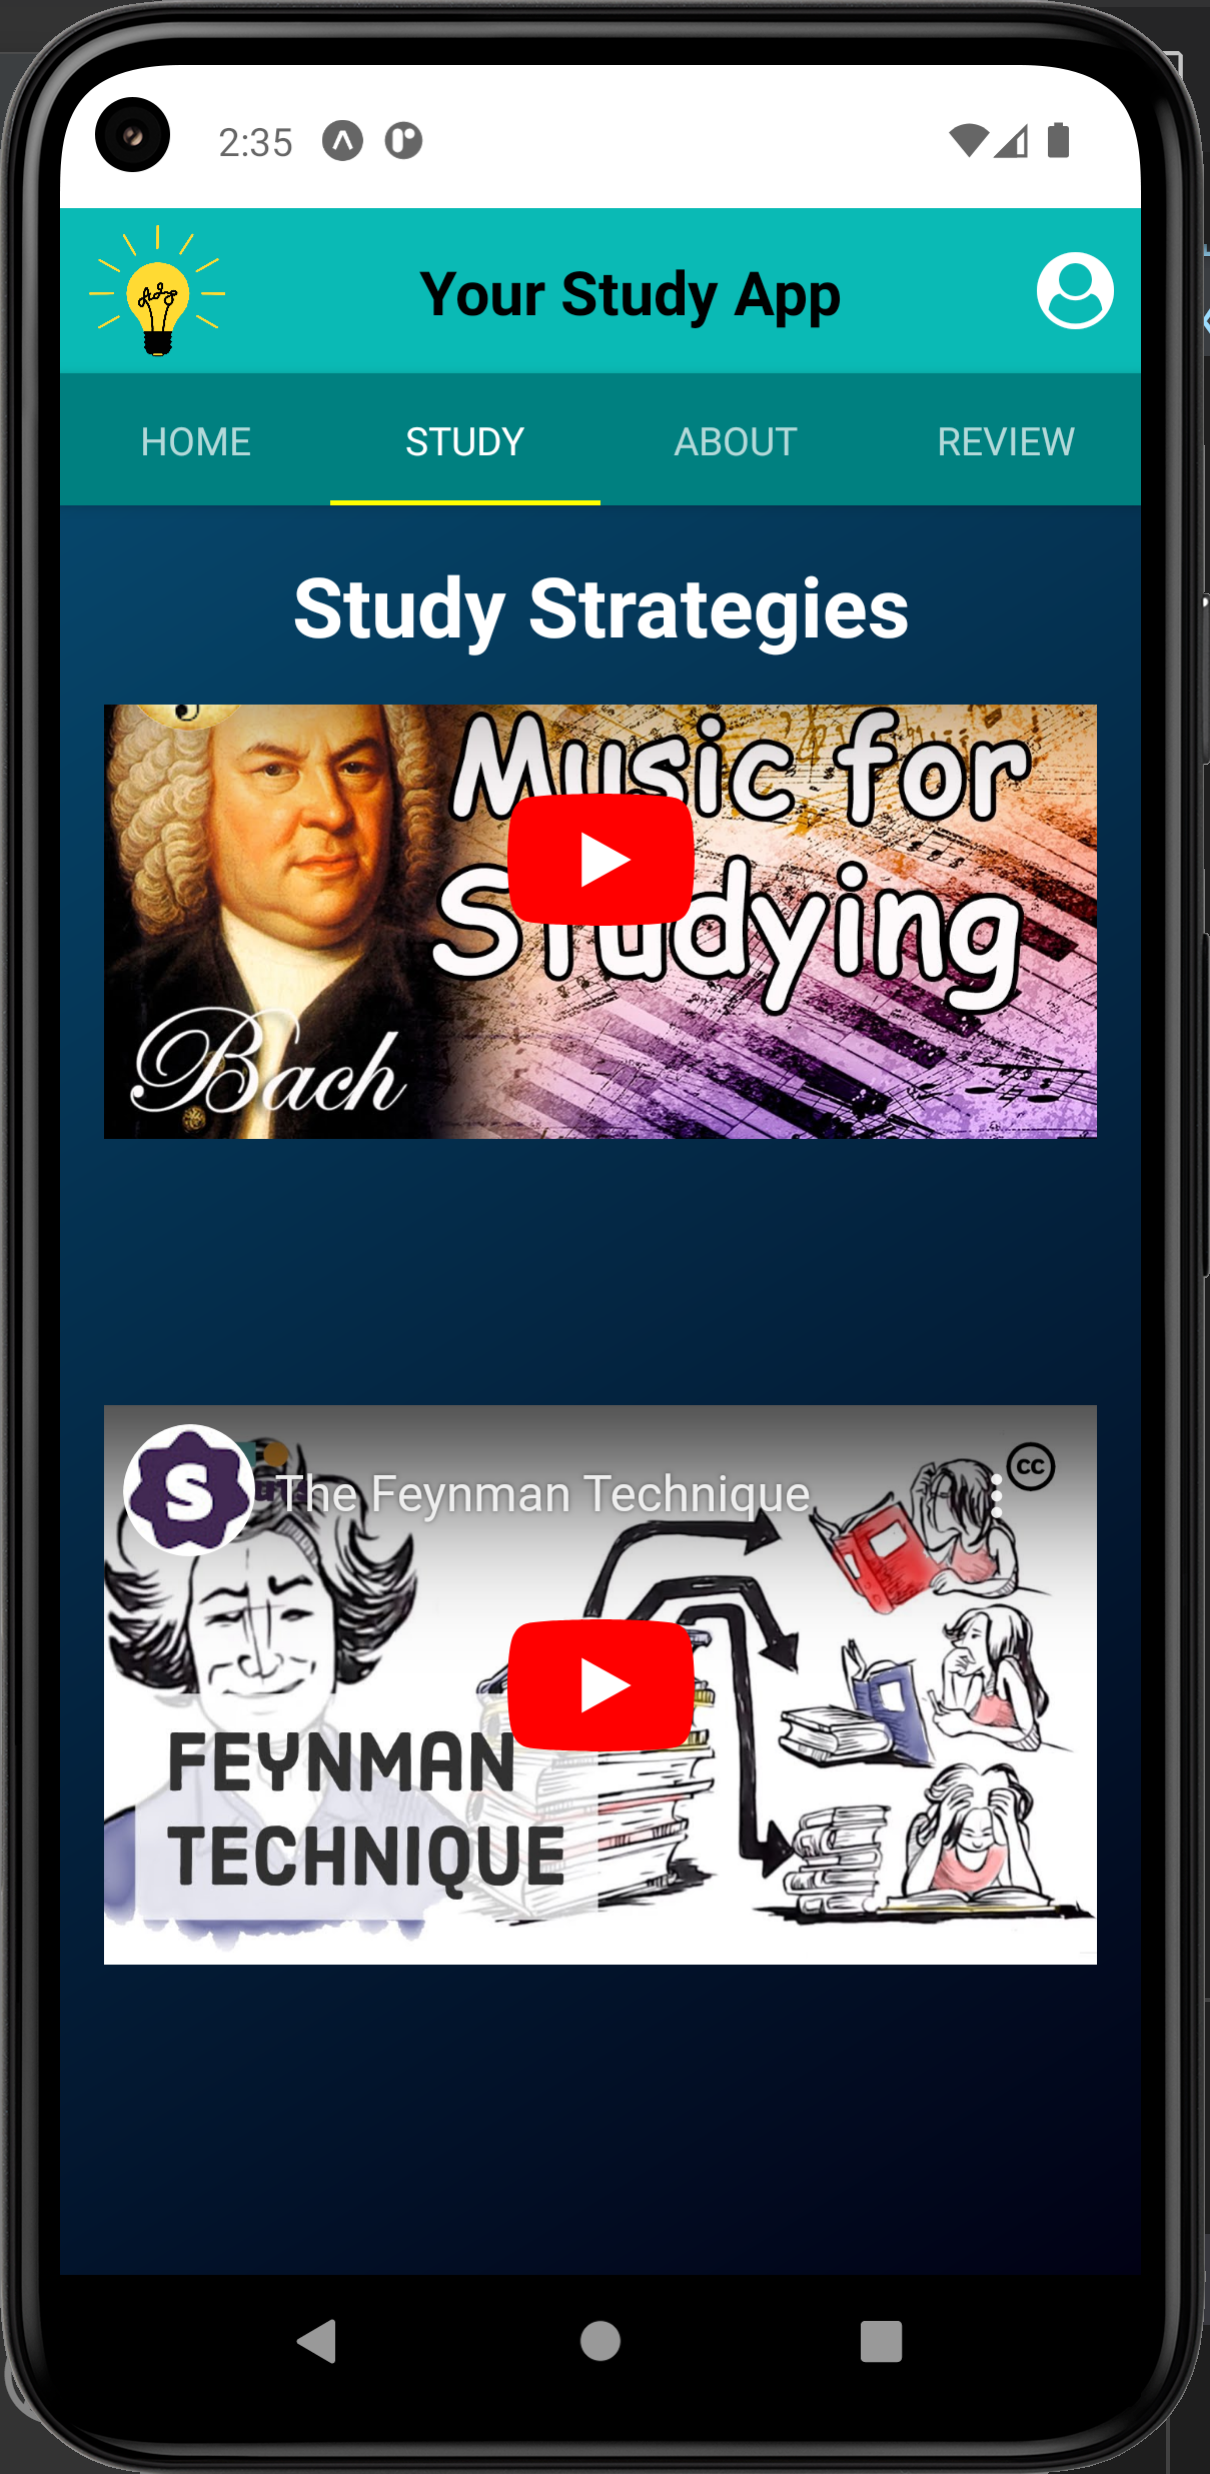 2:35
study
Your Study App
HOME
STUDY
ABOUT
REVIEW
Study Strategies
Music for
Studying
Bach
S
The Feynman Technique
cc
FEYNMAN
TECHNIQUE